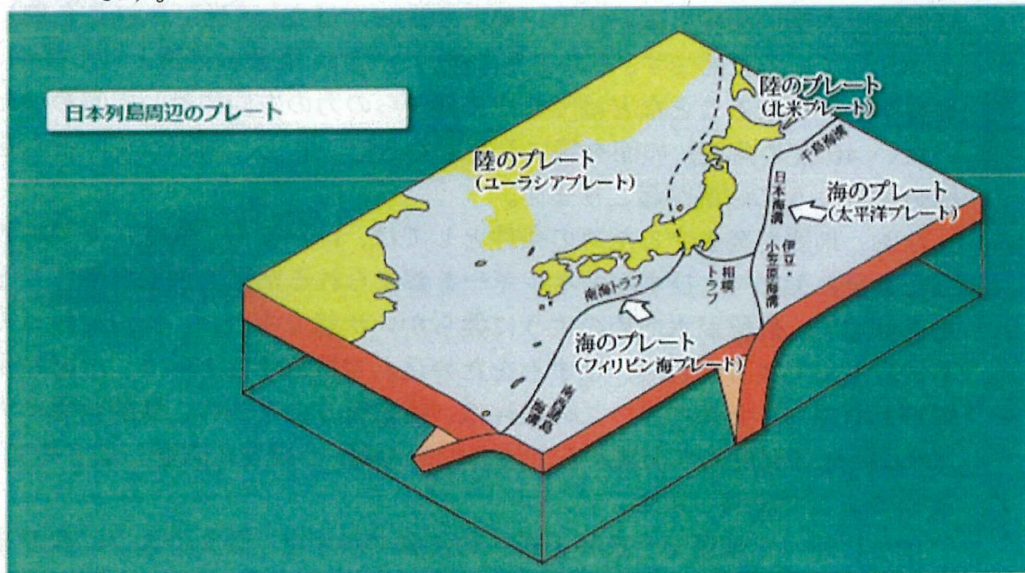 日本列島周辺のプレート
陸のプレート
(北米プレート)
千島海溝
陸のプレート
(ユーラシアプレート)
日本海溝
海のプレート
(太平洋プレート)
伊豆・
小笠原海溝
相模
トラフ
南海トラフ
海のプレート
(フィリピン海プレート)
南西諸島
海溝